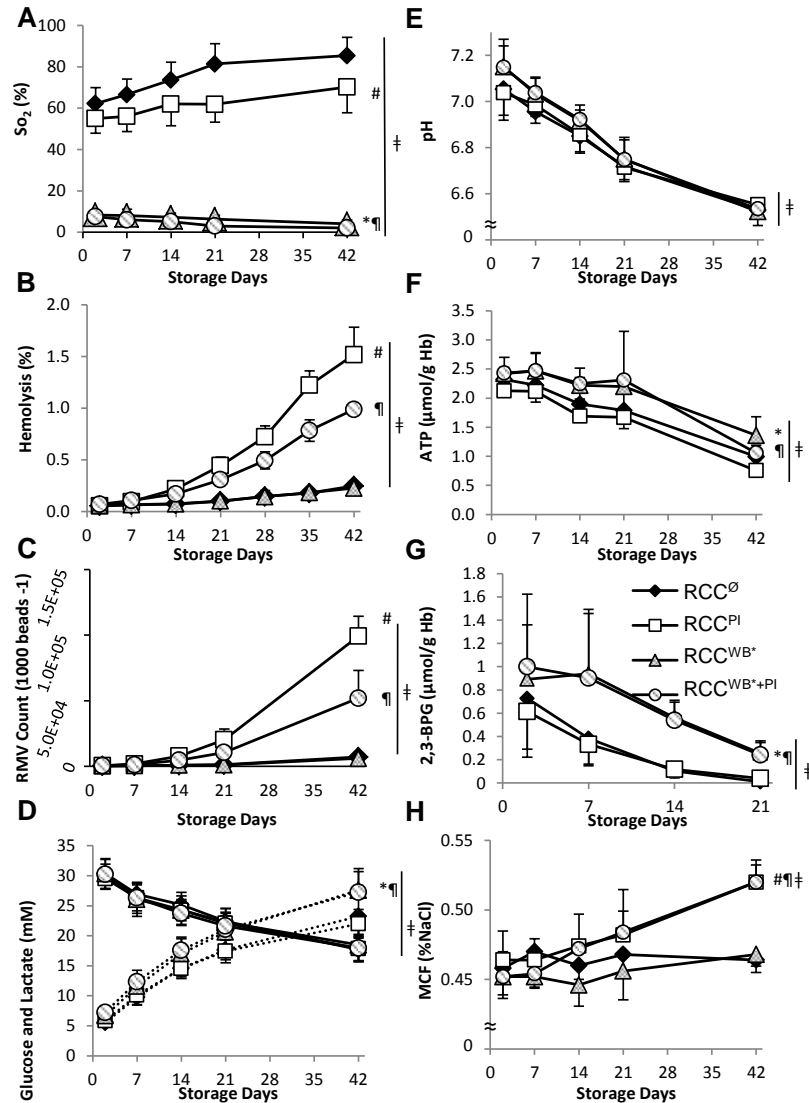 A
So₂ (%)
100
80
60
40
20
0
0 7 14 21 28 35 42
Storage Days
#
*¶
ǂ
B
Hemolysis (%)
2.0
1.5
1.0
0.5
0.0
0 7 14 21 28 35 42
Storage Days
#
¶
ǂ
C
RMV Count (1000 beads -1)
1.5E+05
1.0E+05
5.0E+04
0
0 7 14 21 28 35 42
Storage Days
#
¶
ǂ
D
Glucose and Lactate (mM)
35
30
25
20
15
10
5
0
0 7 14 21 28 35 42
Storage Days
*¶
ǂ
E
pH
7.2
7.0
6.8
6.6
≈
0
0 7 14 21 28 35 42
Storage Days
ǂ
F
ATP (µmol/g Hb)
3.5
3.0
2.5
2.0
1.5
1.0
0.5
0.0
0 7 14 21 28 35 42
Storage Days
*
¶
ǂ
G
2,3-BPG (µmol/g Hb)
1.8
1.6
1.4
1.2
1
0.8
0.6
0.4
0.2
0
0 7 14 21
Storage Days
RCC^Ø
RCC^PI
RCC^WB*
RCC^WB*+PI
*¶
ǂ
H
MCF (%NaCl)
0.55
0.50
0.45
≈
0
0 7 14 21 28 35 42
Storage Days
#¶ǂ